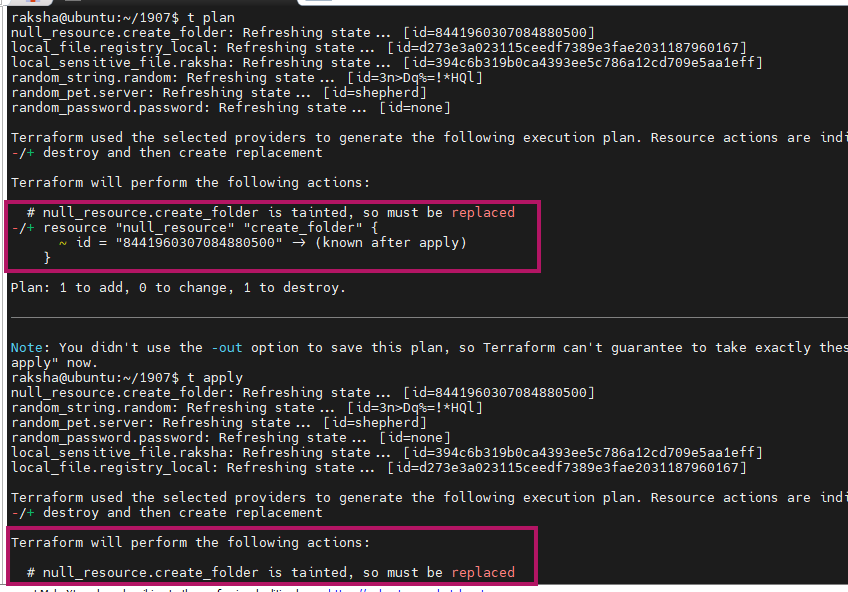 raksha@ubuntu:~/1907$ t plan
null_resource.create_folder: Refreshing state... [id=8441960307084880500]
local_file.registry_local: Refreshing state... [id=d273e3a023115ceedf7389e3fae2031187960167]
local_sensitive_file.raksha: Refreshing state... [id=394c6b319b0ca4393ee5c786a12cd709e5aa1eff]
random_string.random: Refreshing state... [id=3n>Dq%=!*HQl]
random_pet.server: Refreshing state... [id=shepherd]
random_password.password: Refreshing state... [id=none]
Terraform used the selected providers to generate the following execution plan. Resource actions are indi
-/+ destroy and then create replacement
Terraform will perform the following actions:
# null_resource.create_folder is tainted, so must be replaced
-/+ resource "null_resource" "create_folder" {
~ id = "8441960307084880500" → (known after apply)
}
Plan: 1 to add, 0 to change, 1 to destroy.
Note: You didn't use the -out option to save this plan, so Terraform can't guarantee to take exactly thes
apply" now.
raksha@ubuntu:~/1907$ t apply
null_resource.create_folder: Refreshing state... [id=8441960307084880500]
random_string.random: Refreshing state... [id=3n>Dq%=!*HQl]
random_pet.server: Refreshing state... [id=shepherd]
random_password.password: Refreshing state... [id=none]
local_sensitive_file.raksha: Refreshing state... [id=394c6b319b0ca4393ee5c786a12cd709e5aa1eff]
local_file.registry_local: Refreshing state... [id=d273e3a023115ceedf7389e3fae2031187960167]
Terraform used the selected providers to generate the following execution plan. Resource actions are indi
-/+ destroy and then create replacement
Terraform will perform the following actions:
# null_resource.create_folder is tainted, so must be replaced